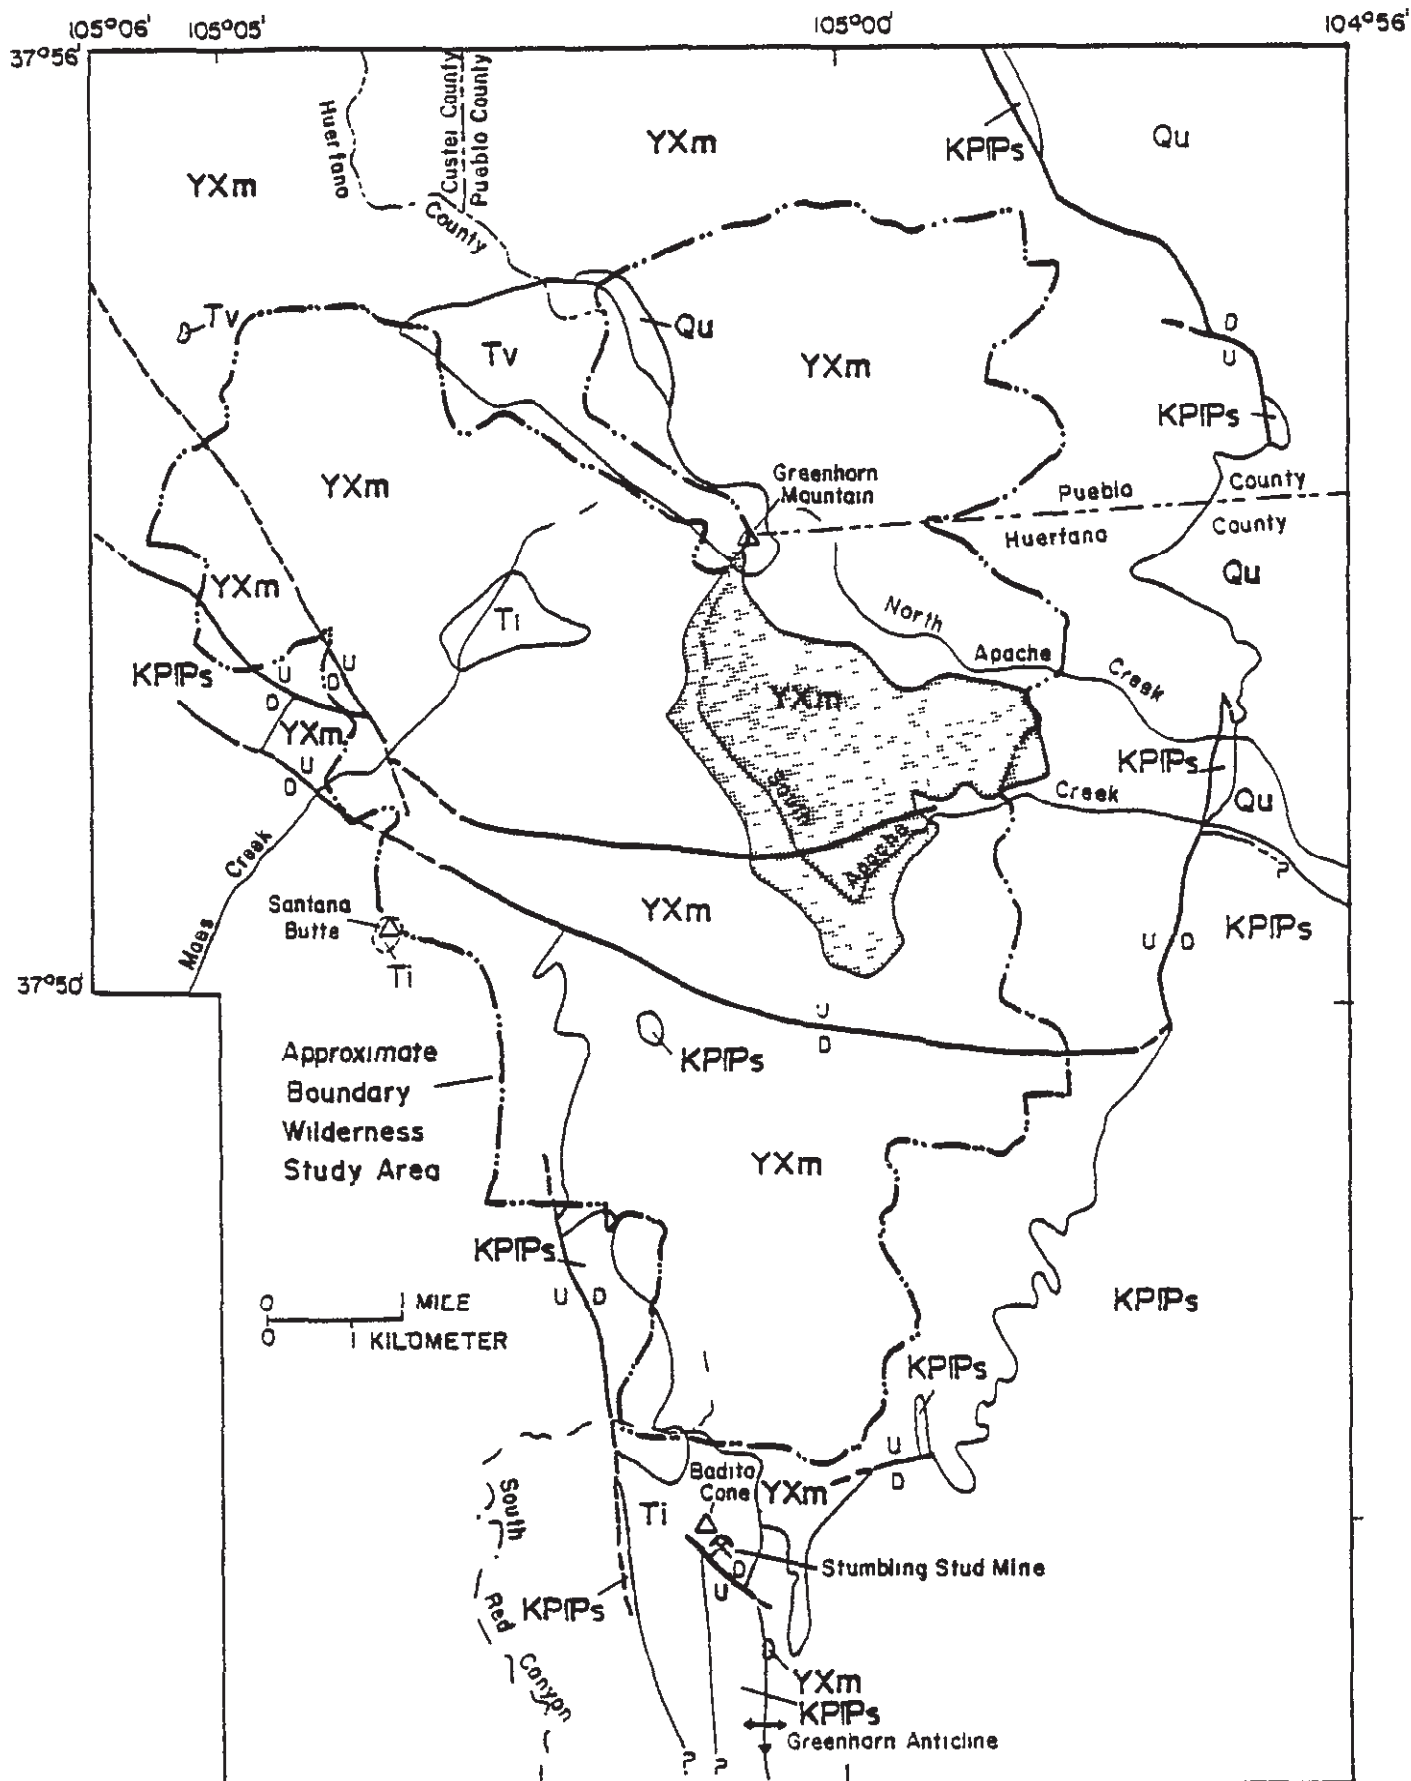 105°06'
105°05'
105°00'
104°56'
37°56'
Huerfano
County
Custer County
Pueblo County
YXm
YXm
KPIPs
Qu
Tv
Qu
Tv
YXm
D
U
KPIPs
YXm
Greenhorn
Mountain
Pueblo County
Huerfano County
YXm
Qu
Ti
North
Apache
Creek
KPIPs
U
D
U
D
YXm
YXm
KPIPs
U
D
South
Apache
Creek
Qu
?
Creek
Maes
Santana
Butte
Ti
YXm
U D
KPIPs
37°50'
U
D
KPIPs
Approximate
Boundary
Wilderness
Study Area
YXm
KPIPs
U D
KPIPs
0 1 MILE
0 1 KILOMETER
KPIPs
U
D
Badito
Cone
YXm
Ti
South
Red
Canyon
D
U
Stumbling Stud Mine
KPIPs
YXm
KPIPs
Greenhorn Anticline
? ?